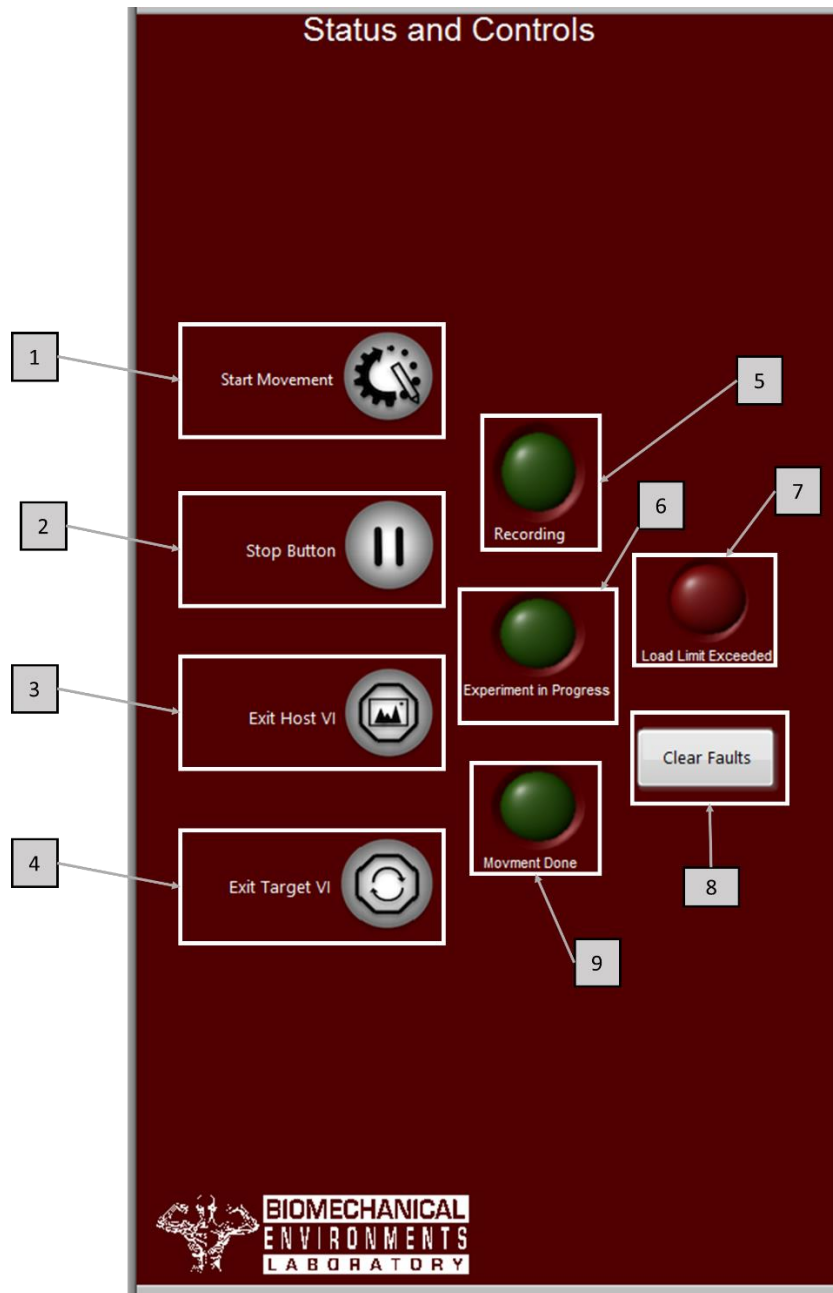 Status and Controls
1
Start Movement
5
7
6
2
Stop Button
Recording
Load Limit Exceeded
3
Exit Host VI
Experiment in Progress
Clear Faults
4
Exit Target VI
Movment Done
8
9
BIOMECHANICAL
ENVIRONMENTS
LABORATORY